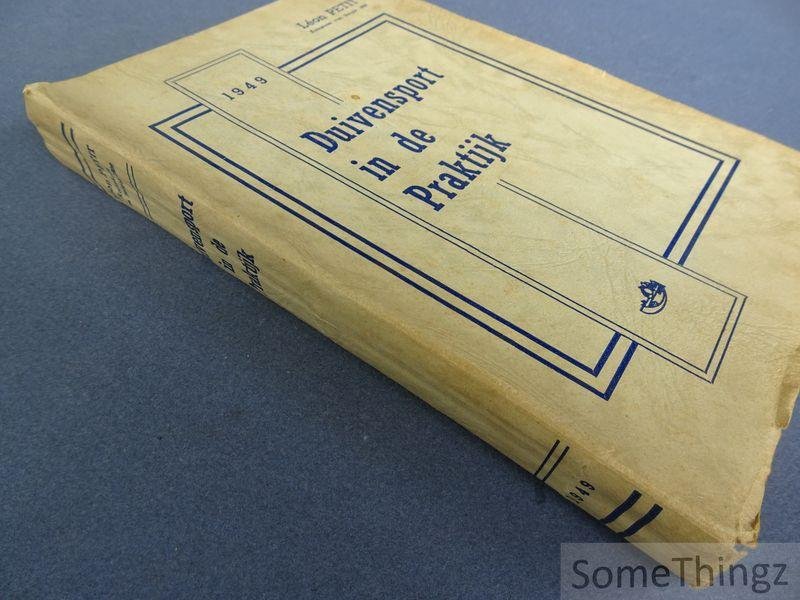 Léon PETIT
1949
Duivensport
in de
Praktijk
Duivensport
in de
Praktijk
1949
SomeThingz